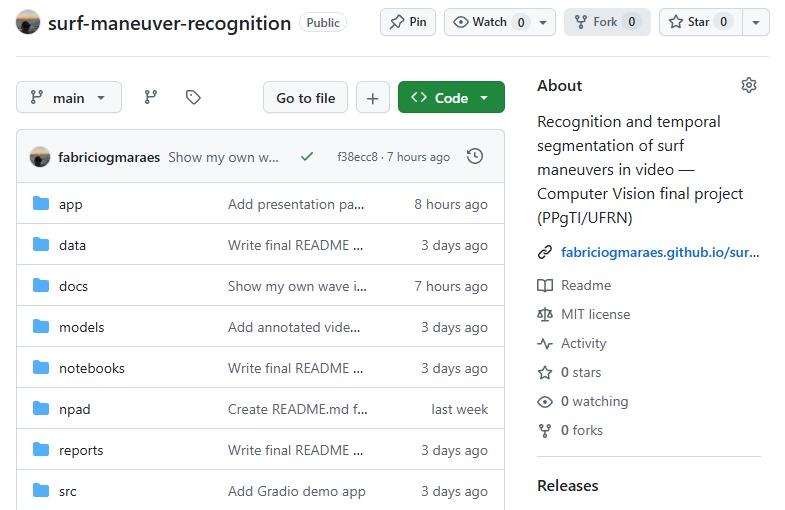 surf-maneuver-recognition Public Pin Watch 0 Fork 0 Star 0
main Go to file + Code
fabriciogmaraes Show my own w... f38ecc8 · 7 hours ago
app Add presentation pa... 8 hours ago
data Write final README ... 3 days ago
docs Show my own wave i... 7 hours ago
models Add annotated vide... 3 days ago
notebooks Write final README ... 3 days ago
npad Create README.md f... last week
reports Write final README ... 3 days ago
src Add Gradio demo app 3 days ago
About
Recognition and temporal
segmentation of surf
maneuvers in video —
Computer Vision final project
(PPgTI/UFRN)
fabriciogmaraes.github.io/sur...
Readme
MIT license
Activity
0 stars
0 watching
0 forks
Releases